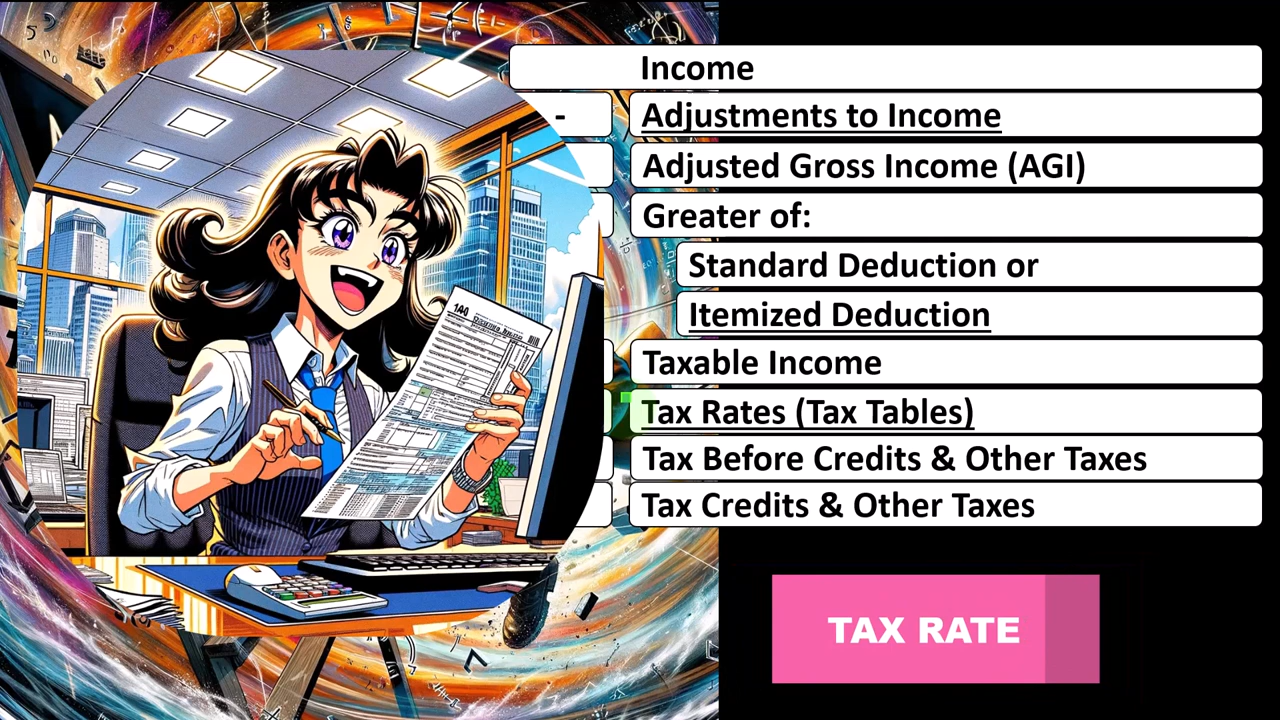 Income
- Adjustments to Income
Adjusted Gross Income (AGI)
Greater of:
Standard Deduction or
Itemized Deduction
Taxable Income
Tax Rates (Tax Tables)
Tax Before Credits & Other Taxes
Tax Credits & Other Taxes
TAX RATE